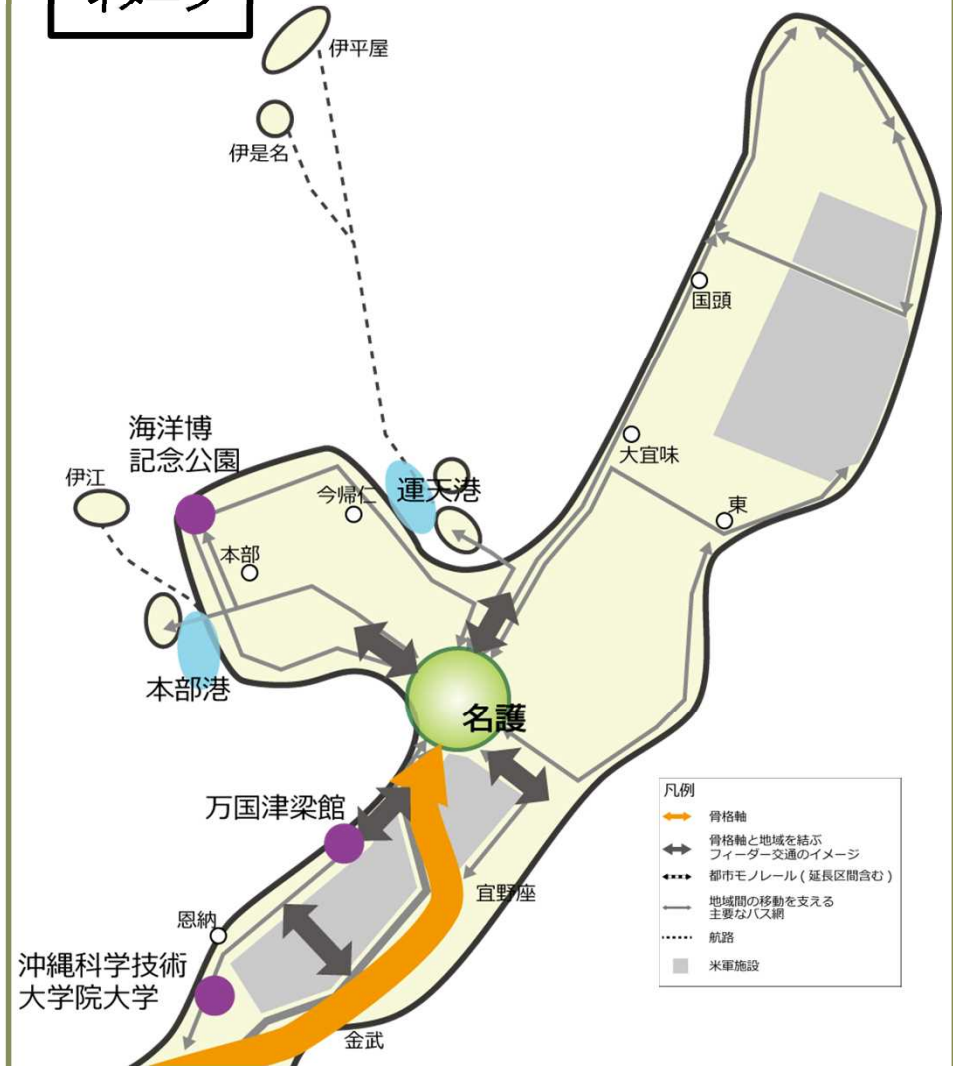 イメージ
伊平屋
伊是名
国頭
大宜味
東
海洋博
記念公園
伊江
今帰仁
運天港
本部
本部港
名護
万国津梁館
宜野座
恩納
沖縄科学技術
大学院大学
金武
凡例
骨格軸
骨格軸と地域を結ぶ
フィーダー交通のイメージ
都市モノレール ( 延長区間含む )
地域間の移動を支える
主要なバス網
航路
米軍施設